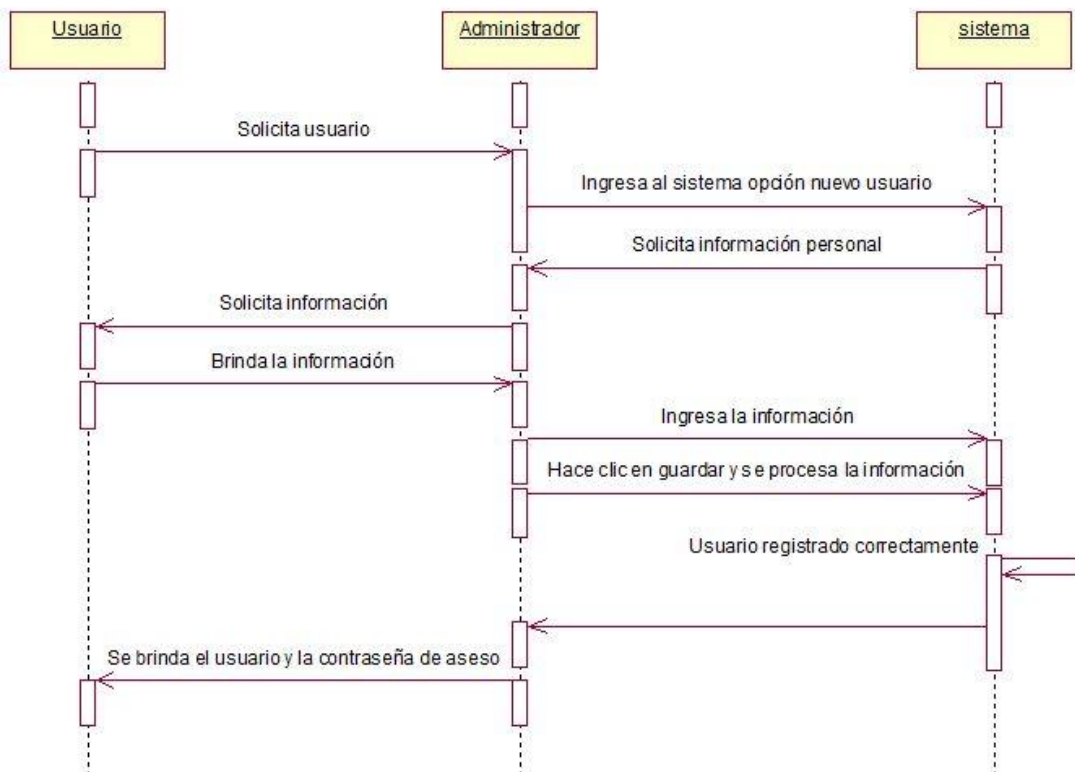 Usuario
Administrador
sistema
Solicita usuario
Ingresa al sistema opción nuevo usuario
Solicita información personal
Solicita información
Brinda la información
Ingresa la información
Hace clic en guardar y se procesa la información
Usuario registrado correctamente
Se brinda el usuario y la contraseña de aseso